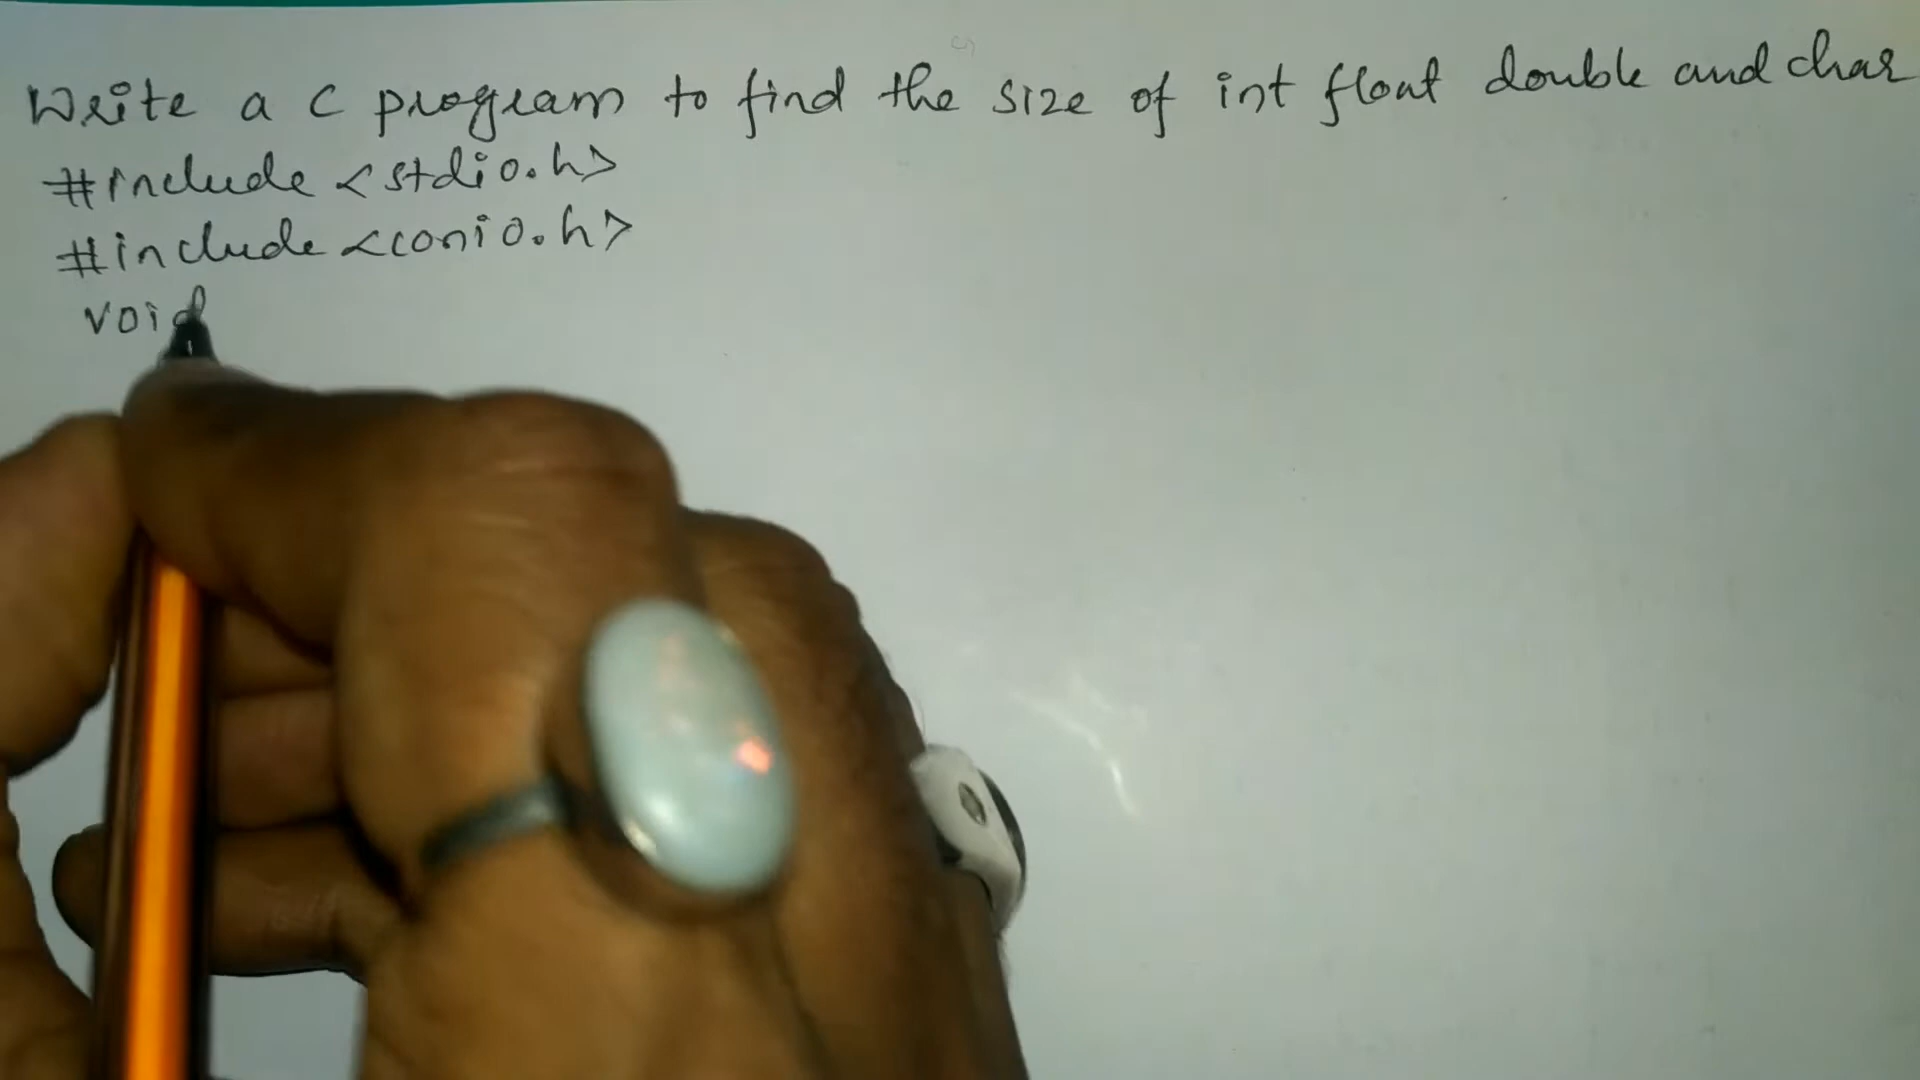 Write a c program to find the size of int float double and char
#include <stdio.h>
#include <conio.h>
void